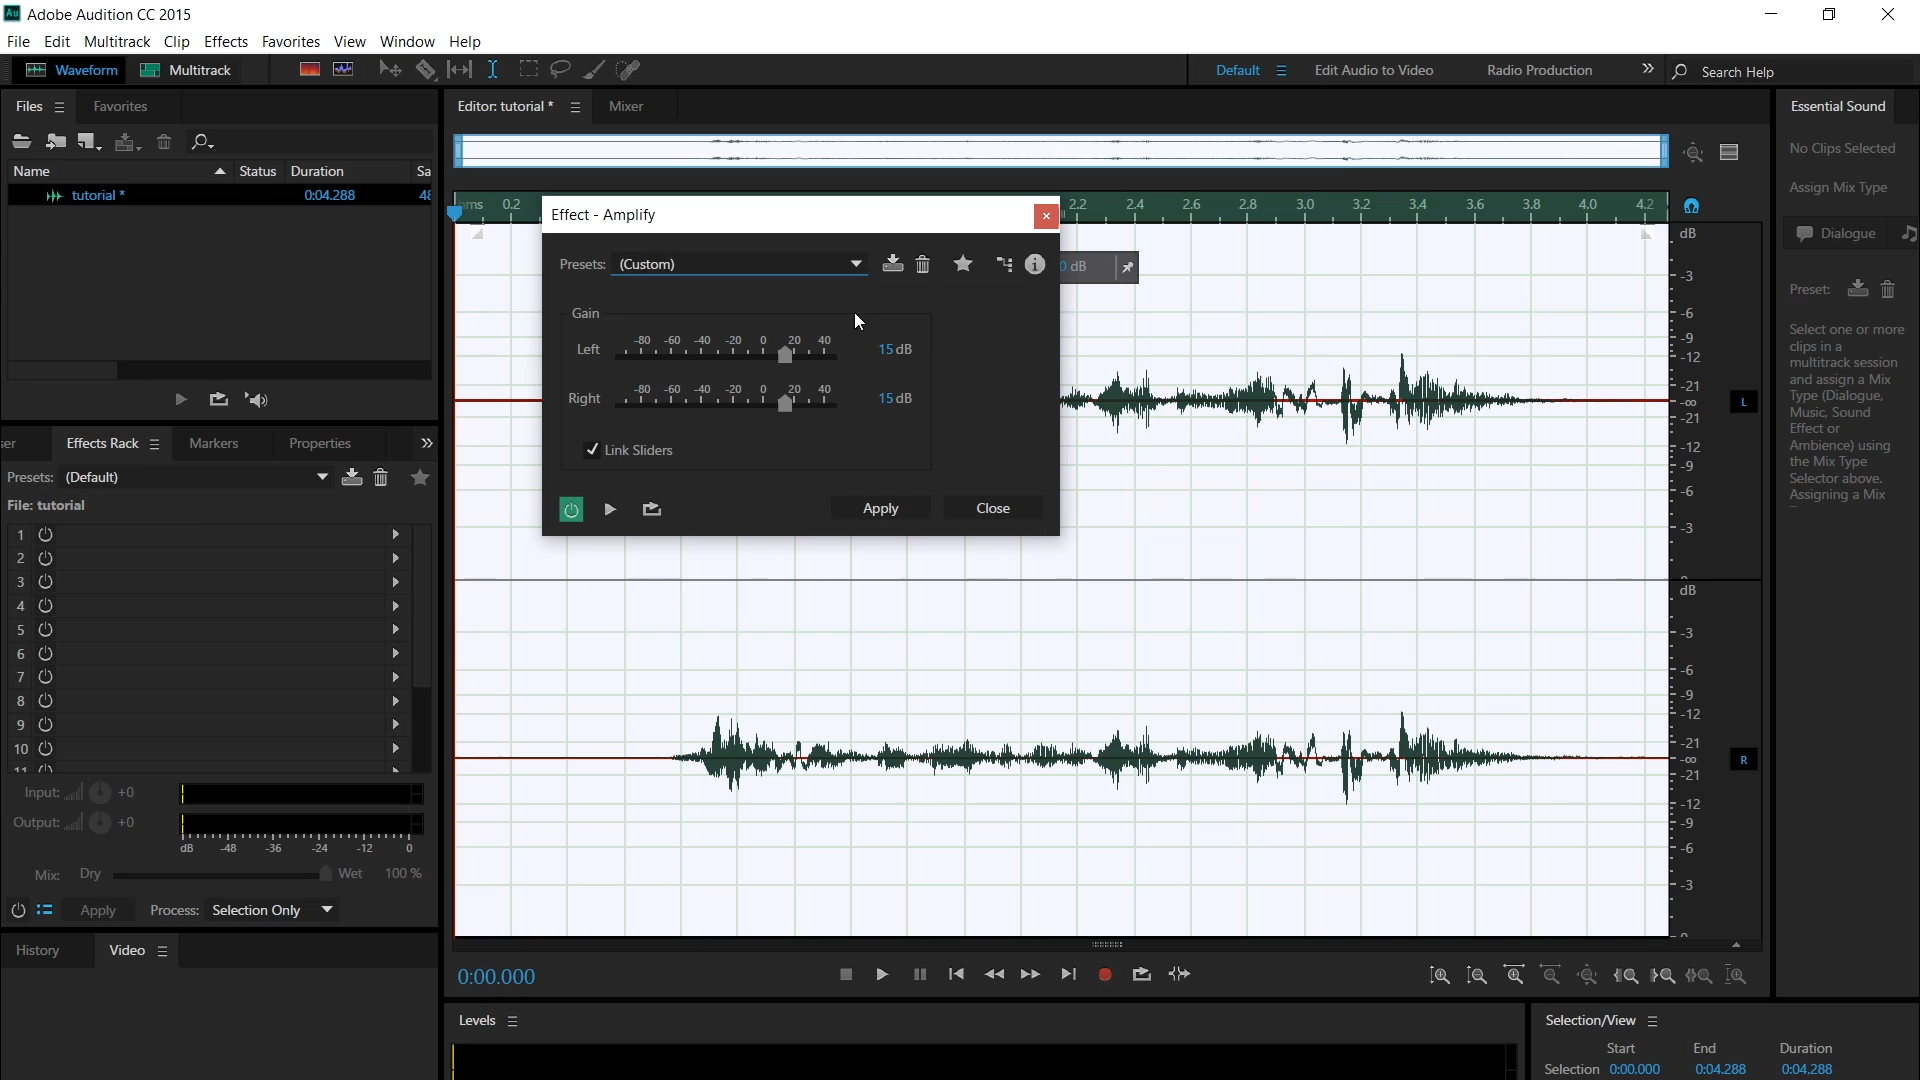 Au Adobe Audition CC 2015
File Edit Multitrack Clip Effects Favorites View Window Help
Waveform Multitrack Default Edit Audio to Video Radio Production » Search Help
Files Favorites
Name Status Duration Sa
tutorial * 0:04.288 48
Effects Rack Markers Properties »
Presets: (Default)
File: tutorial
1
2
3
4
5
6
7
8
9
10
11
Input: +0
Output: +0
dB -48 -36 -24 -12 0
Mix: Dry Wet 100 %
Apply Process: Selection Only
History Video
Editor: tutorial * Mixer
hms 0.2 2.2 2.4 2.6 2.8 3.0 3.2 3.4 3.6 3.8 4.0 4.2
Effect - Amplify
Presets: (Custom)
0 dB
Gain
-80 -60 -40 -20 0 20 40
Left 15 dB
-80 -60 -40 -20 0 20 40
Right 15 dB
Link Sliders
Apply Close
dB
-3
-6
-9
-12
-21
-∞ L
-21
-12
-9
-6
-3
dB
-3
-6
-9
-12
-21
-∞ R
-21
-12
-9
-6
-3
0:00.000
Levels
Selection/View
Start End Duration
Selection 0:00.000 0:04.288 0:04.288
Essential Sound
No Clips Selected
Assign Mix Type
Dialogue
Preset:
Select one or more
clips in a
multitrack session
and assign a Mix
Type (Dialogue,
Music, Sound
Effect or
Ambience) using
the Mix Type
Selector above.
Assigning a Mix